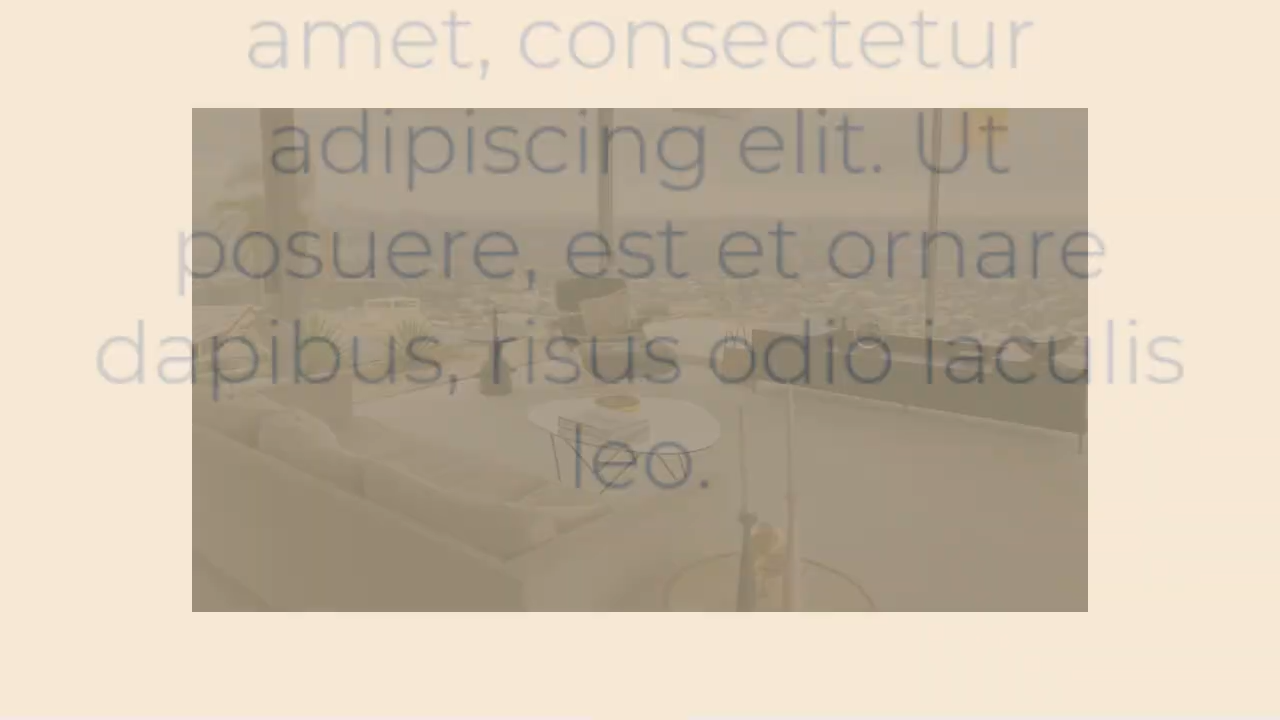 amet, consectetur
adipiscing elit. Ut
posuere, est et ornare
dapibus, risus odio iaculis
leo.